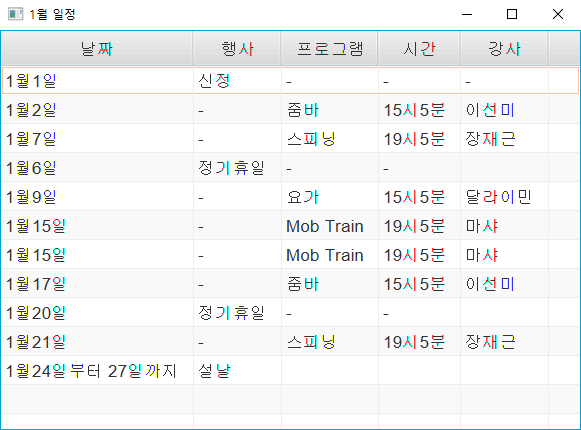 1월 일정
날짜 행사 프로그램 시간 강사
1월1일 신정 - - -
1월2일 - 줌바 15시5분 이선미
1월7일 - 스피닝 19시5분 장재근
1월6일 정기휴일 - -
1월9일 - 요가 15시5분 달라이민
1월15일 - Mob Train 19시5분 마샤
1월15일 - Mob Train 19시5분 마샤
1월17일 - 줌바 15시5분 이선미
1월20일 정기휴일 - -
1월21일 - 스피닝 19시5분 장재근
1월24일부터 27일까지 설날